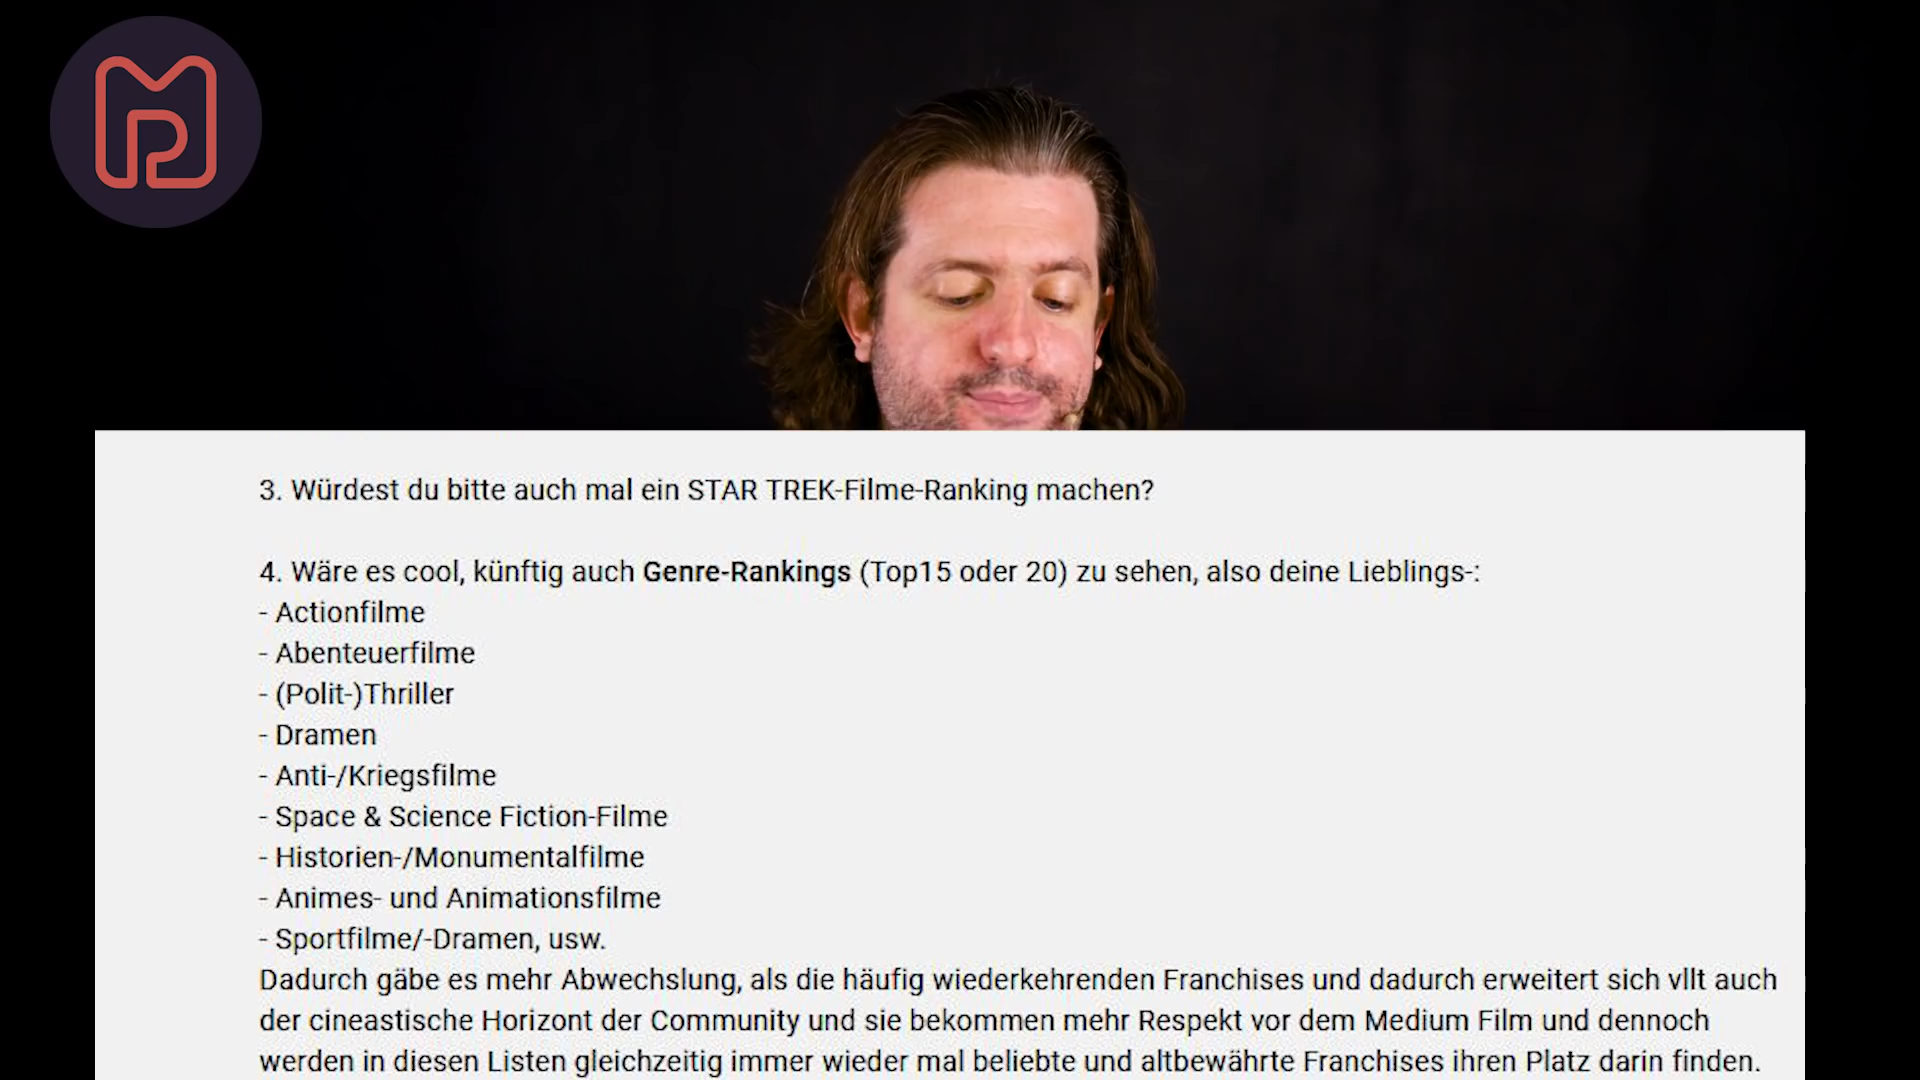 MP
3. Würdest du bitte auch mal ein STAR TREK-Filme-Ranking machen?
4. Wäre es cool, künftig auch Genre-Rankings (Top15 oder 20) zu sehen, also deine Lieblings-:
- Actionfilme
- Abenteuerfilme
- (Polit-)Thriller
- Dramen
- Anti-/Kriegsfilme
- Space & Science Fiction-Filme
- Historien-/Monumentalfilme
- Animes- und Animationsfilme
- Sportfilme/-Dramen, usw.
Dadurch gäbe es mehr Abwechslung, als die häufig wiederkehrenden Franchises und dadurch erweitert sich vllt auch
der cineastische Horizont der Community und sie bekommen mehr Respekt vor dem Medium Film und dennoch
werden in diesen Listen gleichzeitig immer wieder mal beliebte und altbewährte Franchises ihren Platz darin finden.